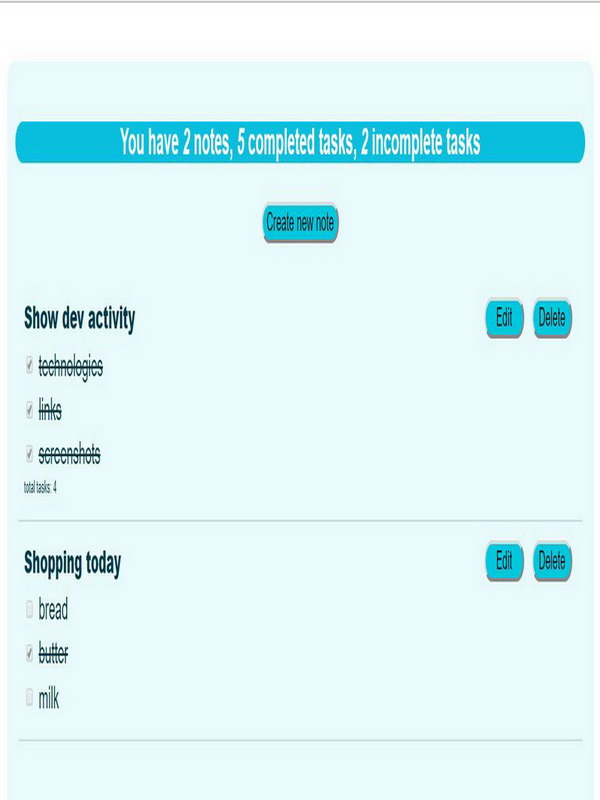 You have 2 notes, 5 completed tasks, 2 incomplete tasks
Create new note
Show dev activity
Edit
Delete
technologies
links
screenshots
total tasks: 4
Shopping today
Edit
Delete
bread
butter
milk